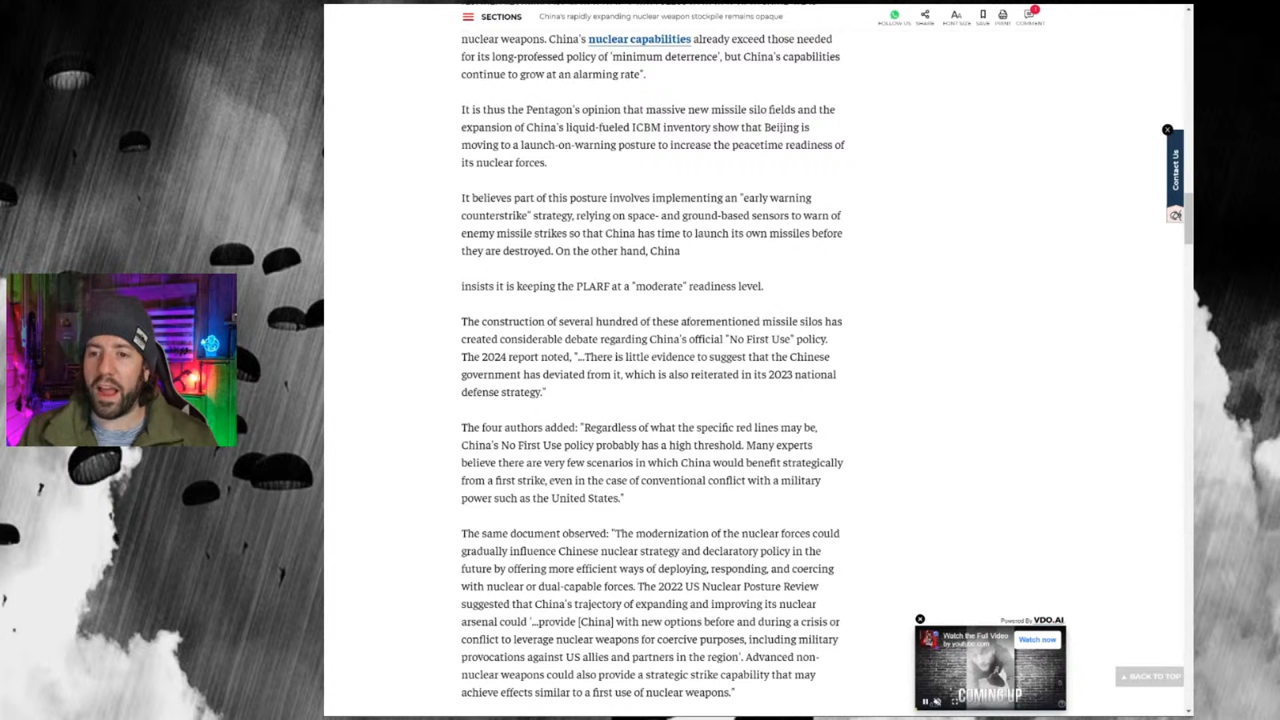 SECTIONS
China's rapidly expanding nuclear weapon stockpile remains opaque
FOLLOW US
SHARE
AA
FONT SIZE
SAVE
PRINT
COMMENT
nuclear weapons. China's nuclear capabilities already exceed those needed
for its long-professed policy of 'minimum deterrence', but China's capabilities
continue to grow at an alarming rate".
It is thus the Pentagon's opinion that massive new missile silo fields and the
expansion of China's liquid-fueled ICBM inventory show that Beijing is
moving to a launch-on-warning posture to increase the peacetime readiness of
its nuclear forces.
It believes part of this posture involves implementing an "early warning
counterstrike" strategy, relying on space- and ground-based sensors to warn of
enemy missile strikes so that China has time to launch its own missiles before
they are destroyed. On the other hand, China
insists it is keeping the PLARF at a "moderate" readiness level.
The construction of several hundred of these aforementioned missile silos has
created considerable debate regarding China's official "No First Use" policy.
The 2024 report noted, "...There is little evidence to suggest that the Chinese
government has deviated from it, which is also reiterated in its 2023 national
defense strategy."
The four authors added: "Regardless of what the specific red lines may be,
China's No First Use policy probably has a high threshold. Many experts
believe there are very few scenarios in which China would benefit strategically
from a first strike, even in the case of conventional conflict with a military
power such as the United States."
The same document observed: "The modernization of the nuclear forces could
gradually influence Chinese nuclear strategy and declaratory policy in the
future by offering more efficient ways of deploying, responding, and coercing
with nuclear or dual-capable forces. The 2022 US Nuclear Posture Review
suggested that China's trajectory of expanding and improving its nuclear
arsenal could '...provide [China] with new options before and during a crisis or
conflict to leverage nuclear weapons for coercive purposes, including military
provocations against US allies and partners in the region'. Advanced non-
nuclear weapons could also provide a strategic strike capability that may
achieve effects similar to a first use of nuclear weapons."
Contact Us
Powered By VDO.AI
Watch the Full Video
by youtube.com
Watch now
COMING UP
BACK TO TOP